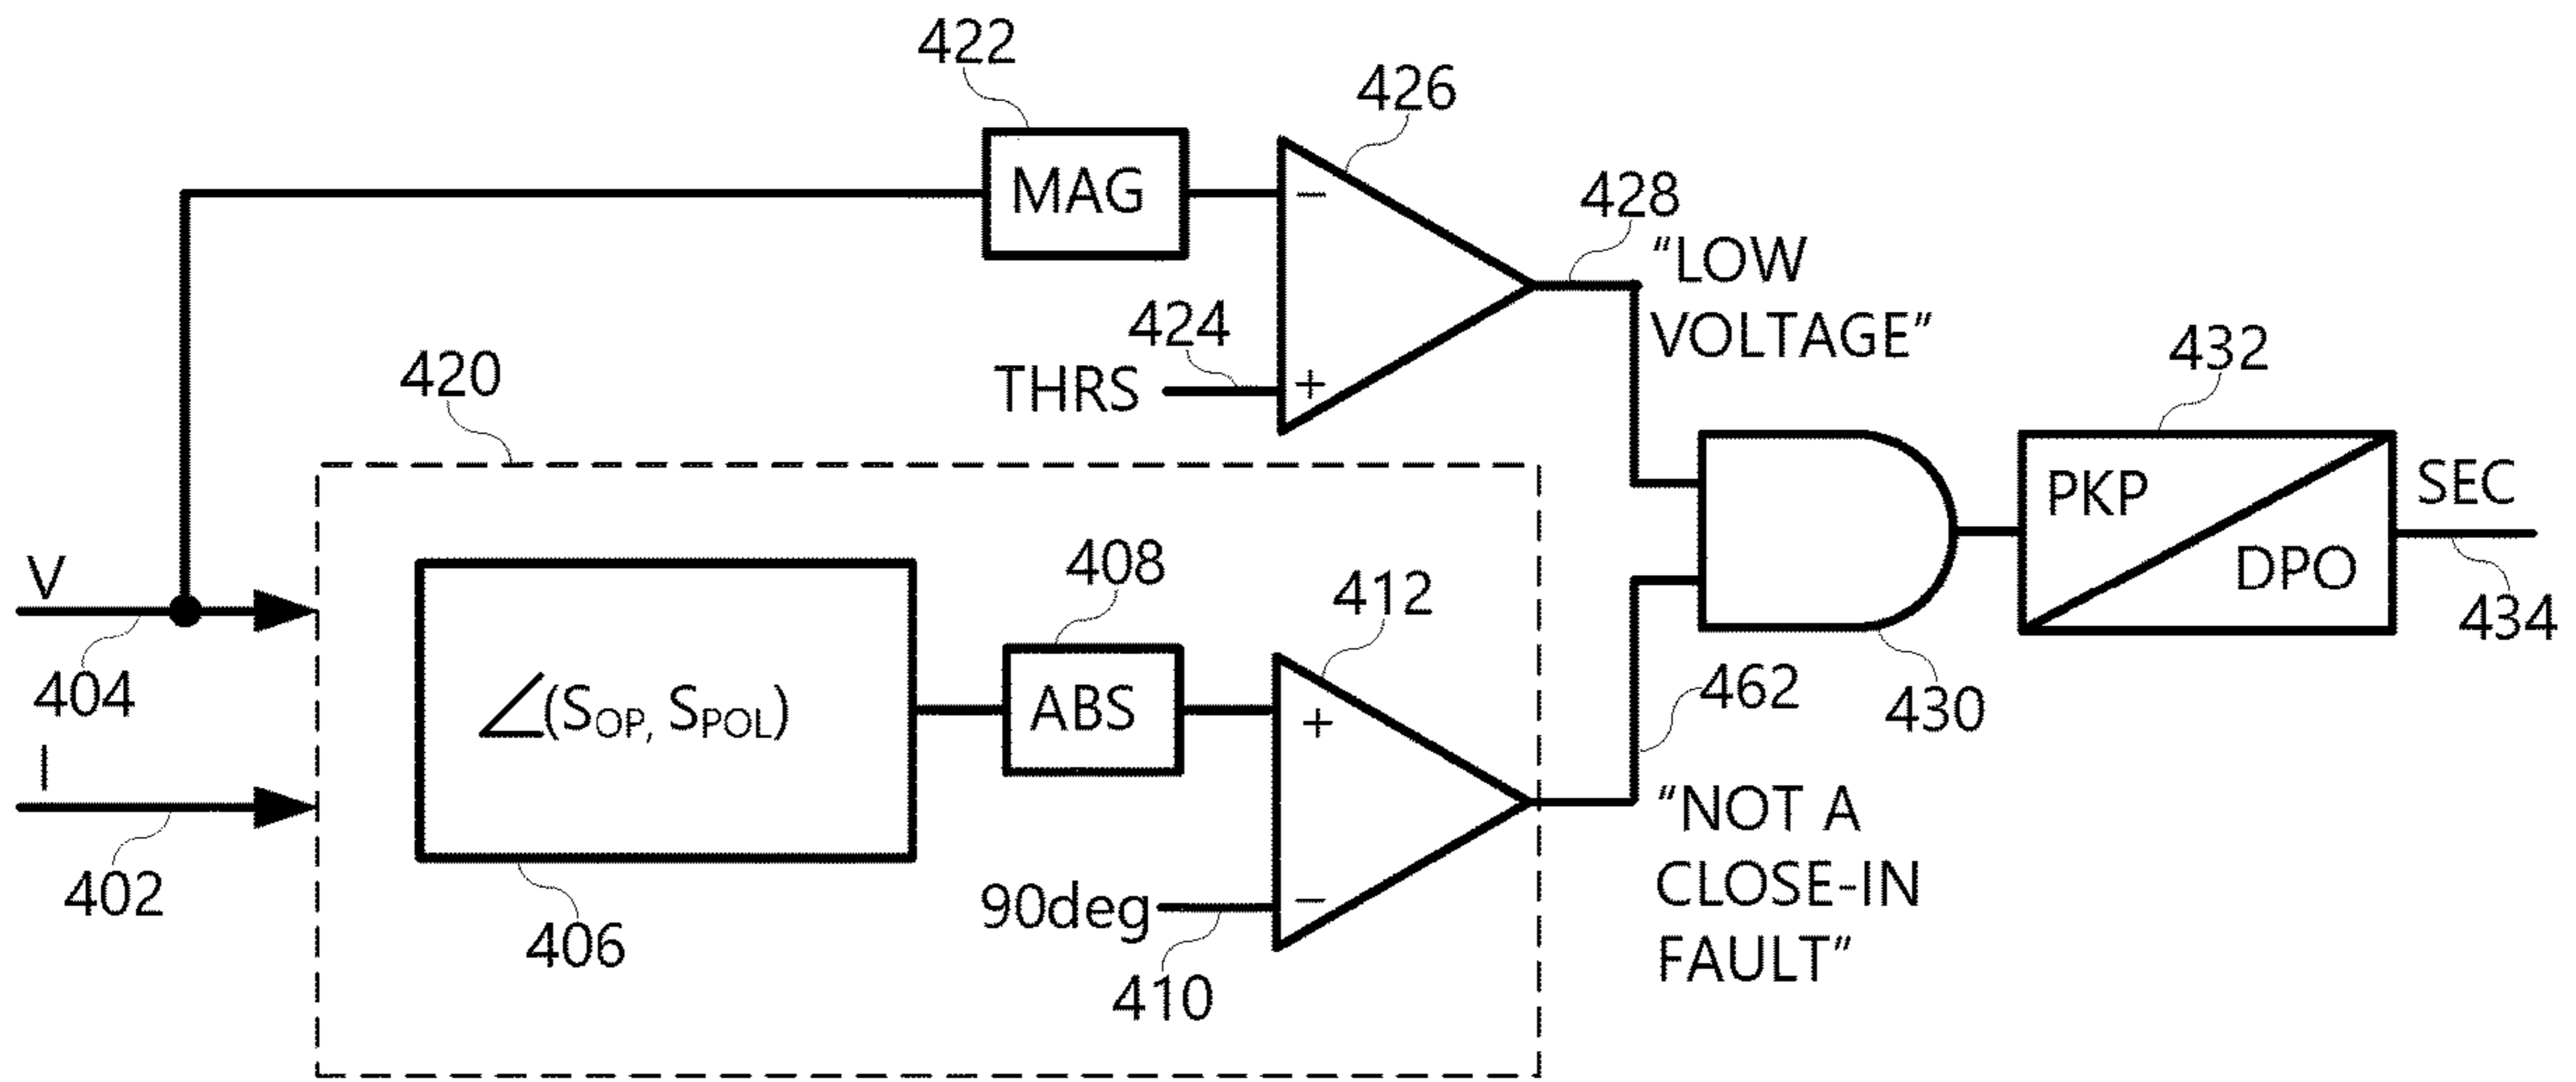 422
426
MAG
−
428
“LOW
VOLTAGE”
424
THRS
+
420
432
PKP
DPO
SEC
434
V
404
I
402
∠(SOP, SPOL)
406
408
ABS
412
+
−
90deg
410
462
430
“NOT A
CLOSE-IN
FAULT”